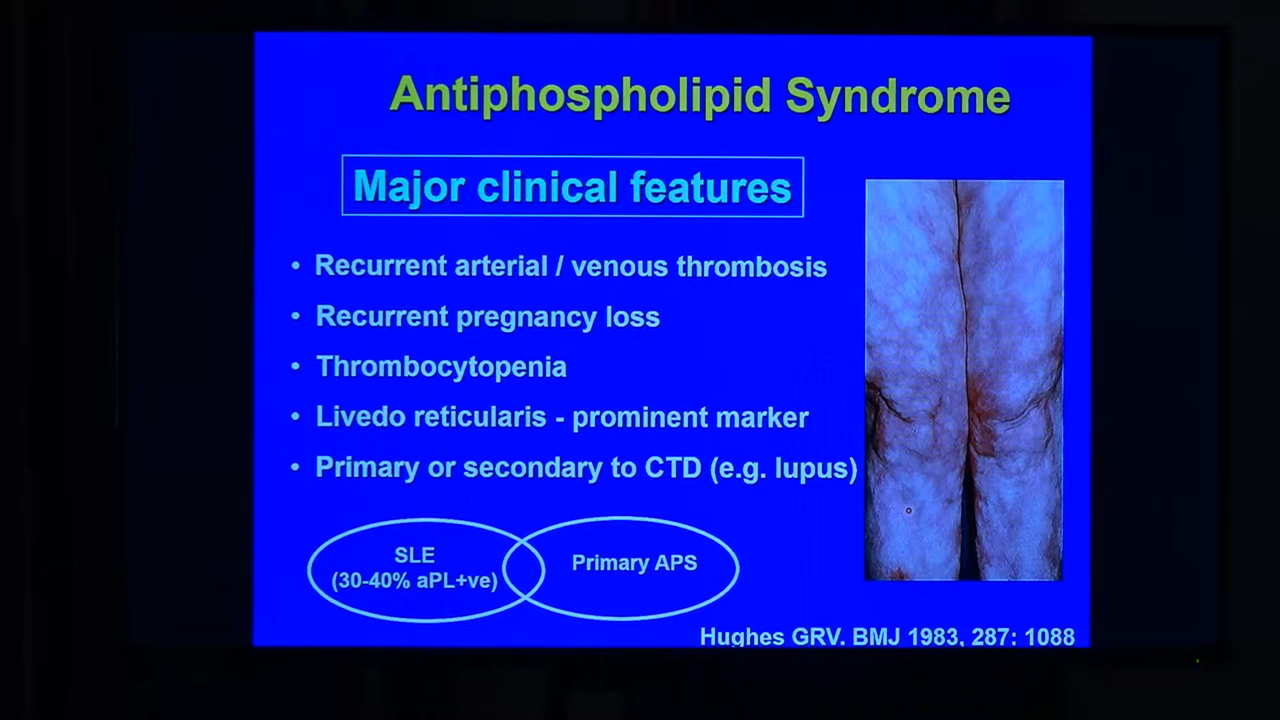 Antiphospholipid Syndrome
Major clinical features
• Recurrent arterial / venous thrombosis
• Recurrent pregnancy loss
• Thrombocytopenia
• Livedo reticularis - prominent marker
• Primary or secondary to CTD (e.g. lupus)
SLE
(30-40% aPL+ve)
Primary APS
Hughes GRV. BMJ 1983, 287: 1088